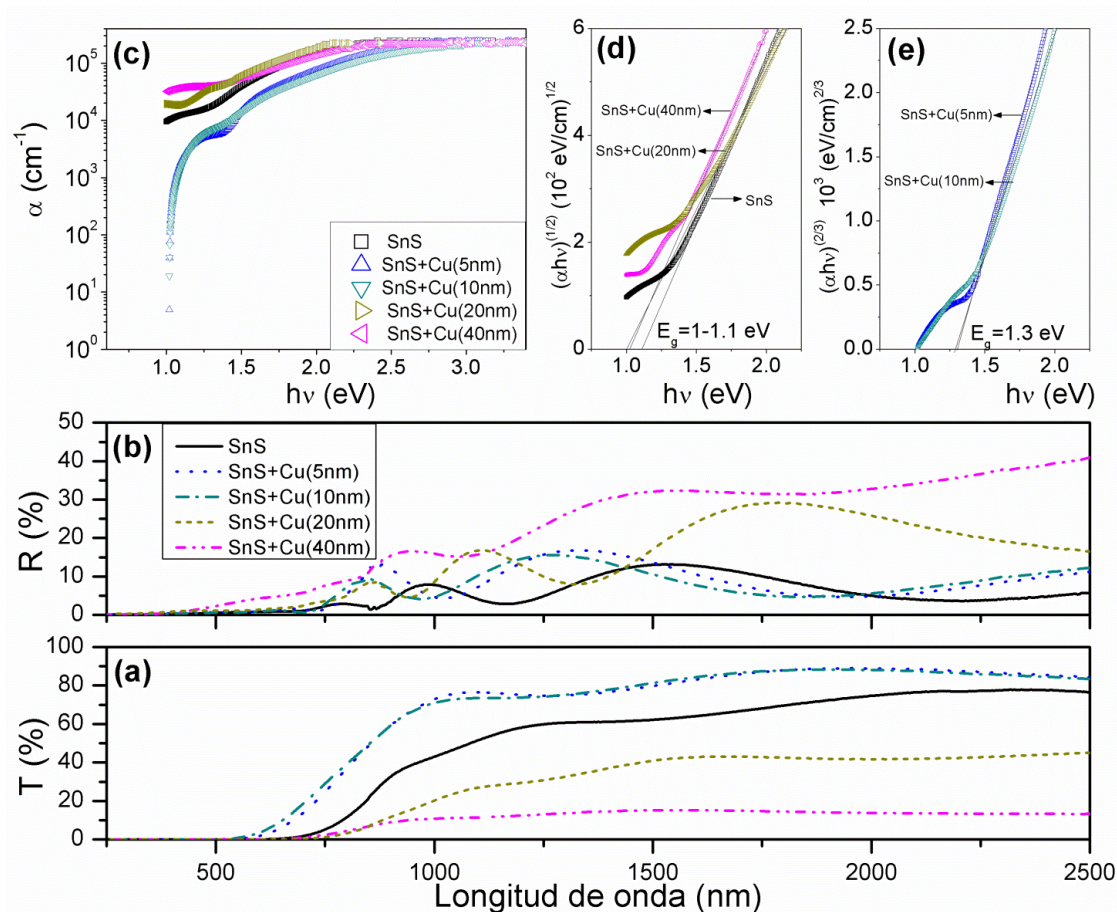 (c)
α (cm⁻¹)
10⁵
10⁴
10³
10²
10¹
10⁰
SnS
SnS+Cu(5nm)
SnS+Cu(10nm)
SnS+Cu(20nm)
SnS+Cu(40nm)
1.0 1.5 2.0 2.5 3.0
hν (eV)
(d)
(αhν)⁽¹/²⁾ (10² eV/cm)¹/²
6
4
2
0
SnS+Cu(40nm)
SnS+Cu(20nm)
SnS
E_g=1-1.1 eV
1.0 1.5 2.0
hν (eV)
(e)
(αhν)⁽²/³⁾ 10³ (eV/cm)²/³
2.5
2.0
1.5
1.0
0.5
0.0
SnS+Cu(5nm)
SnS+Cu(10nm)
E_g=1.3 eV
1.0 1.5 2.0
hν (eV)
(b)
R (%)
50
40
30
20
10
0
SnS
SnS+Cu(5nm)
SnS+Cu(10nm)
SnS+Cu(20nm)
SnS+Cu(40nm)
(a)
T (%)
100
80
60
40
20
0
500 1000 1500 2000 2500
Longitud de onda (nm)